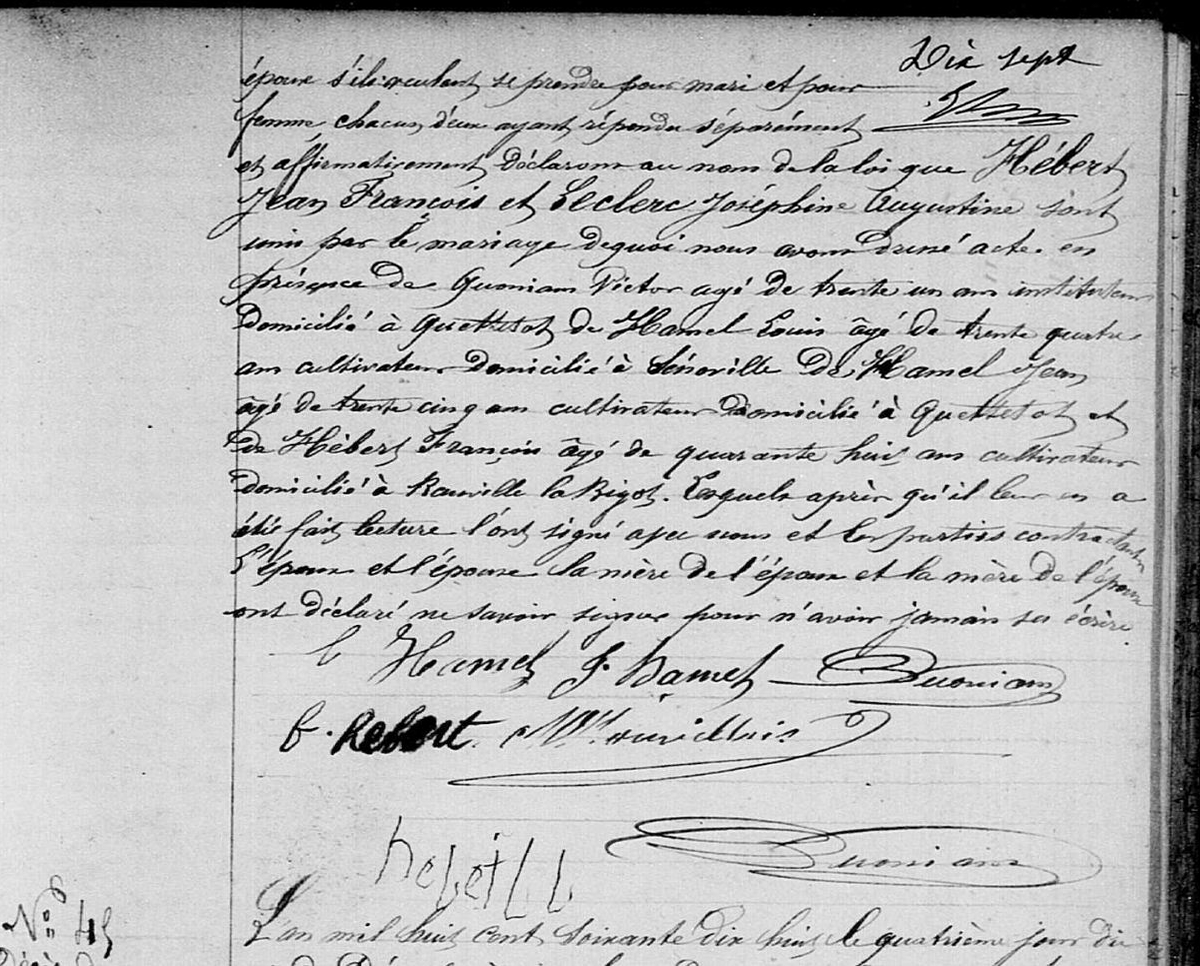 Dix sept
épouse s'ils veulent se prendre pour mari et pour
femme chacun d'eux ayant répondu séparément
et affirmativement Déclarons au nom de la loi que Hébert
Jean François et Leclerc Joséphine Augustine sont
unis par le mariage de quoi nous avons dressé acte en
présence de Quoniam Victor agé de trente un ans instituteur
domicilié à Quettetot de Hamel Louis âgé de trente quatre
ans cultivateur domicilié à Sénoville De Hamel Jean
âgé de trente cinq ans cultivateur domicilié à Quettetot et
de Hébert François âgé de quarante huit ans cultivateur
domicilié à Rauville la Bigot. Lesquels après qu'il leur en a
été fait lecture l'ont signé avec nous et les parties contractantes
L'époux et l'épouse la mère de l'époux et la mère de l'épouse
ont déclaré ne savoir signer pour n'avoir jamais su écrire.
L Hamel J. Hamel Quoniam
f. hebert
Quoniam
L'an mil huit cent soixante dix huit le quatrième jour du
N° 45
Décès